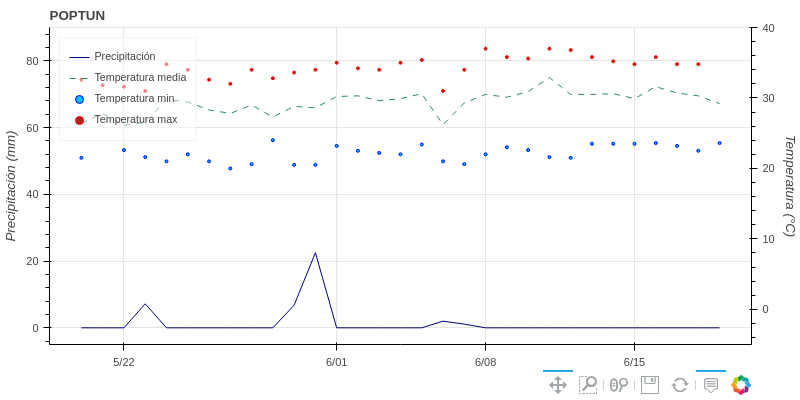 POPTUN
Precipitación
Temperatura media
Temperatura min
Temperatura max
Precipitación (mm)
80
60
40
20
0
40
30
20
10
0
Temperatura (°C)
5/22
6/01
6/08
6/15